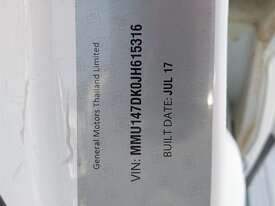 General Motors Thailand Limited
VIN: MMU147DK0JH615316
BUILT DATE: JUL 17